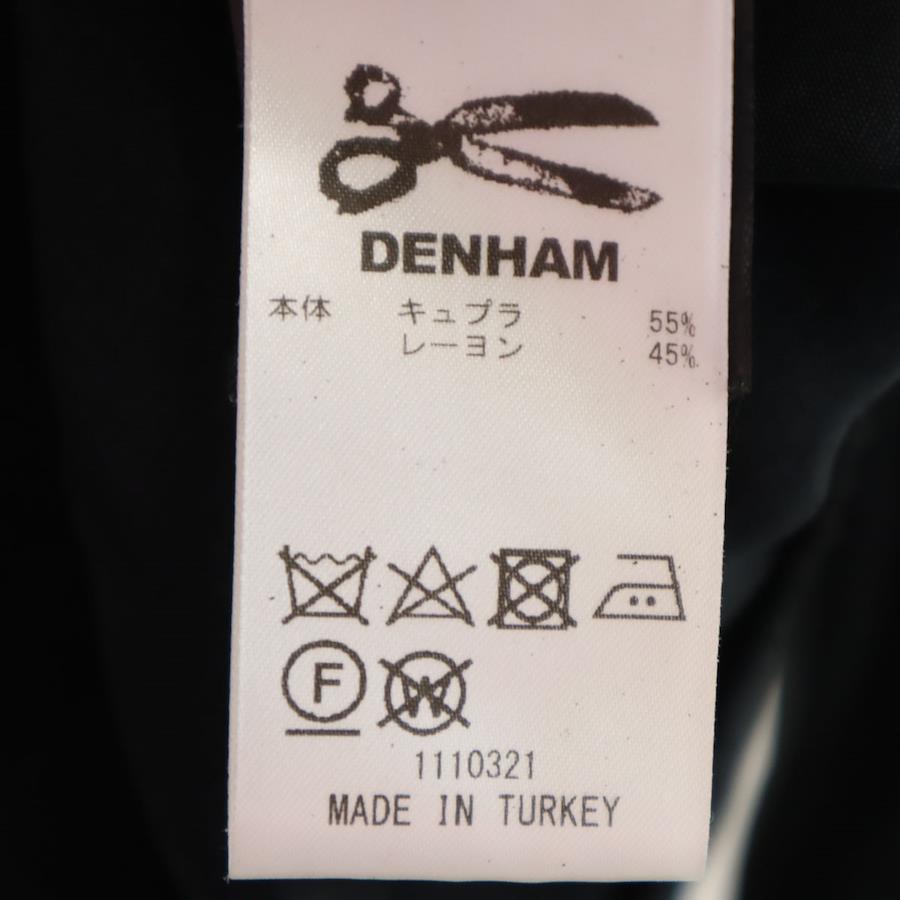 DENHAM
本体 キュプラ 55%
レーヨン 45%
F
W
1110321
MADE IN TURKEY